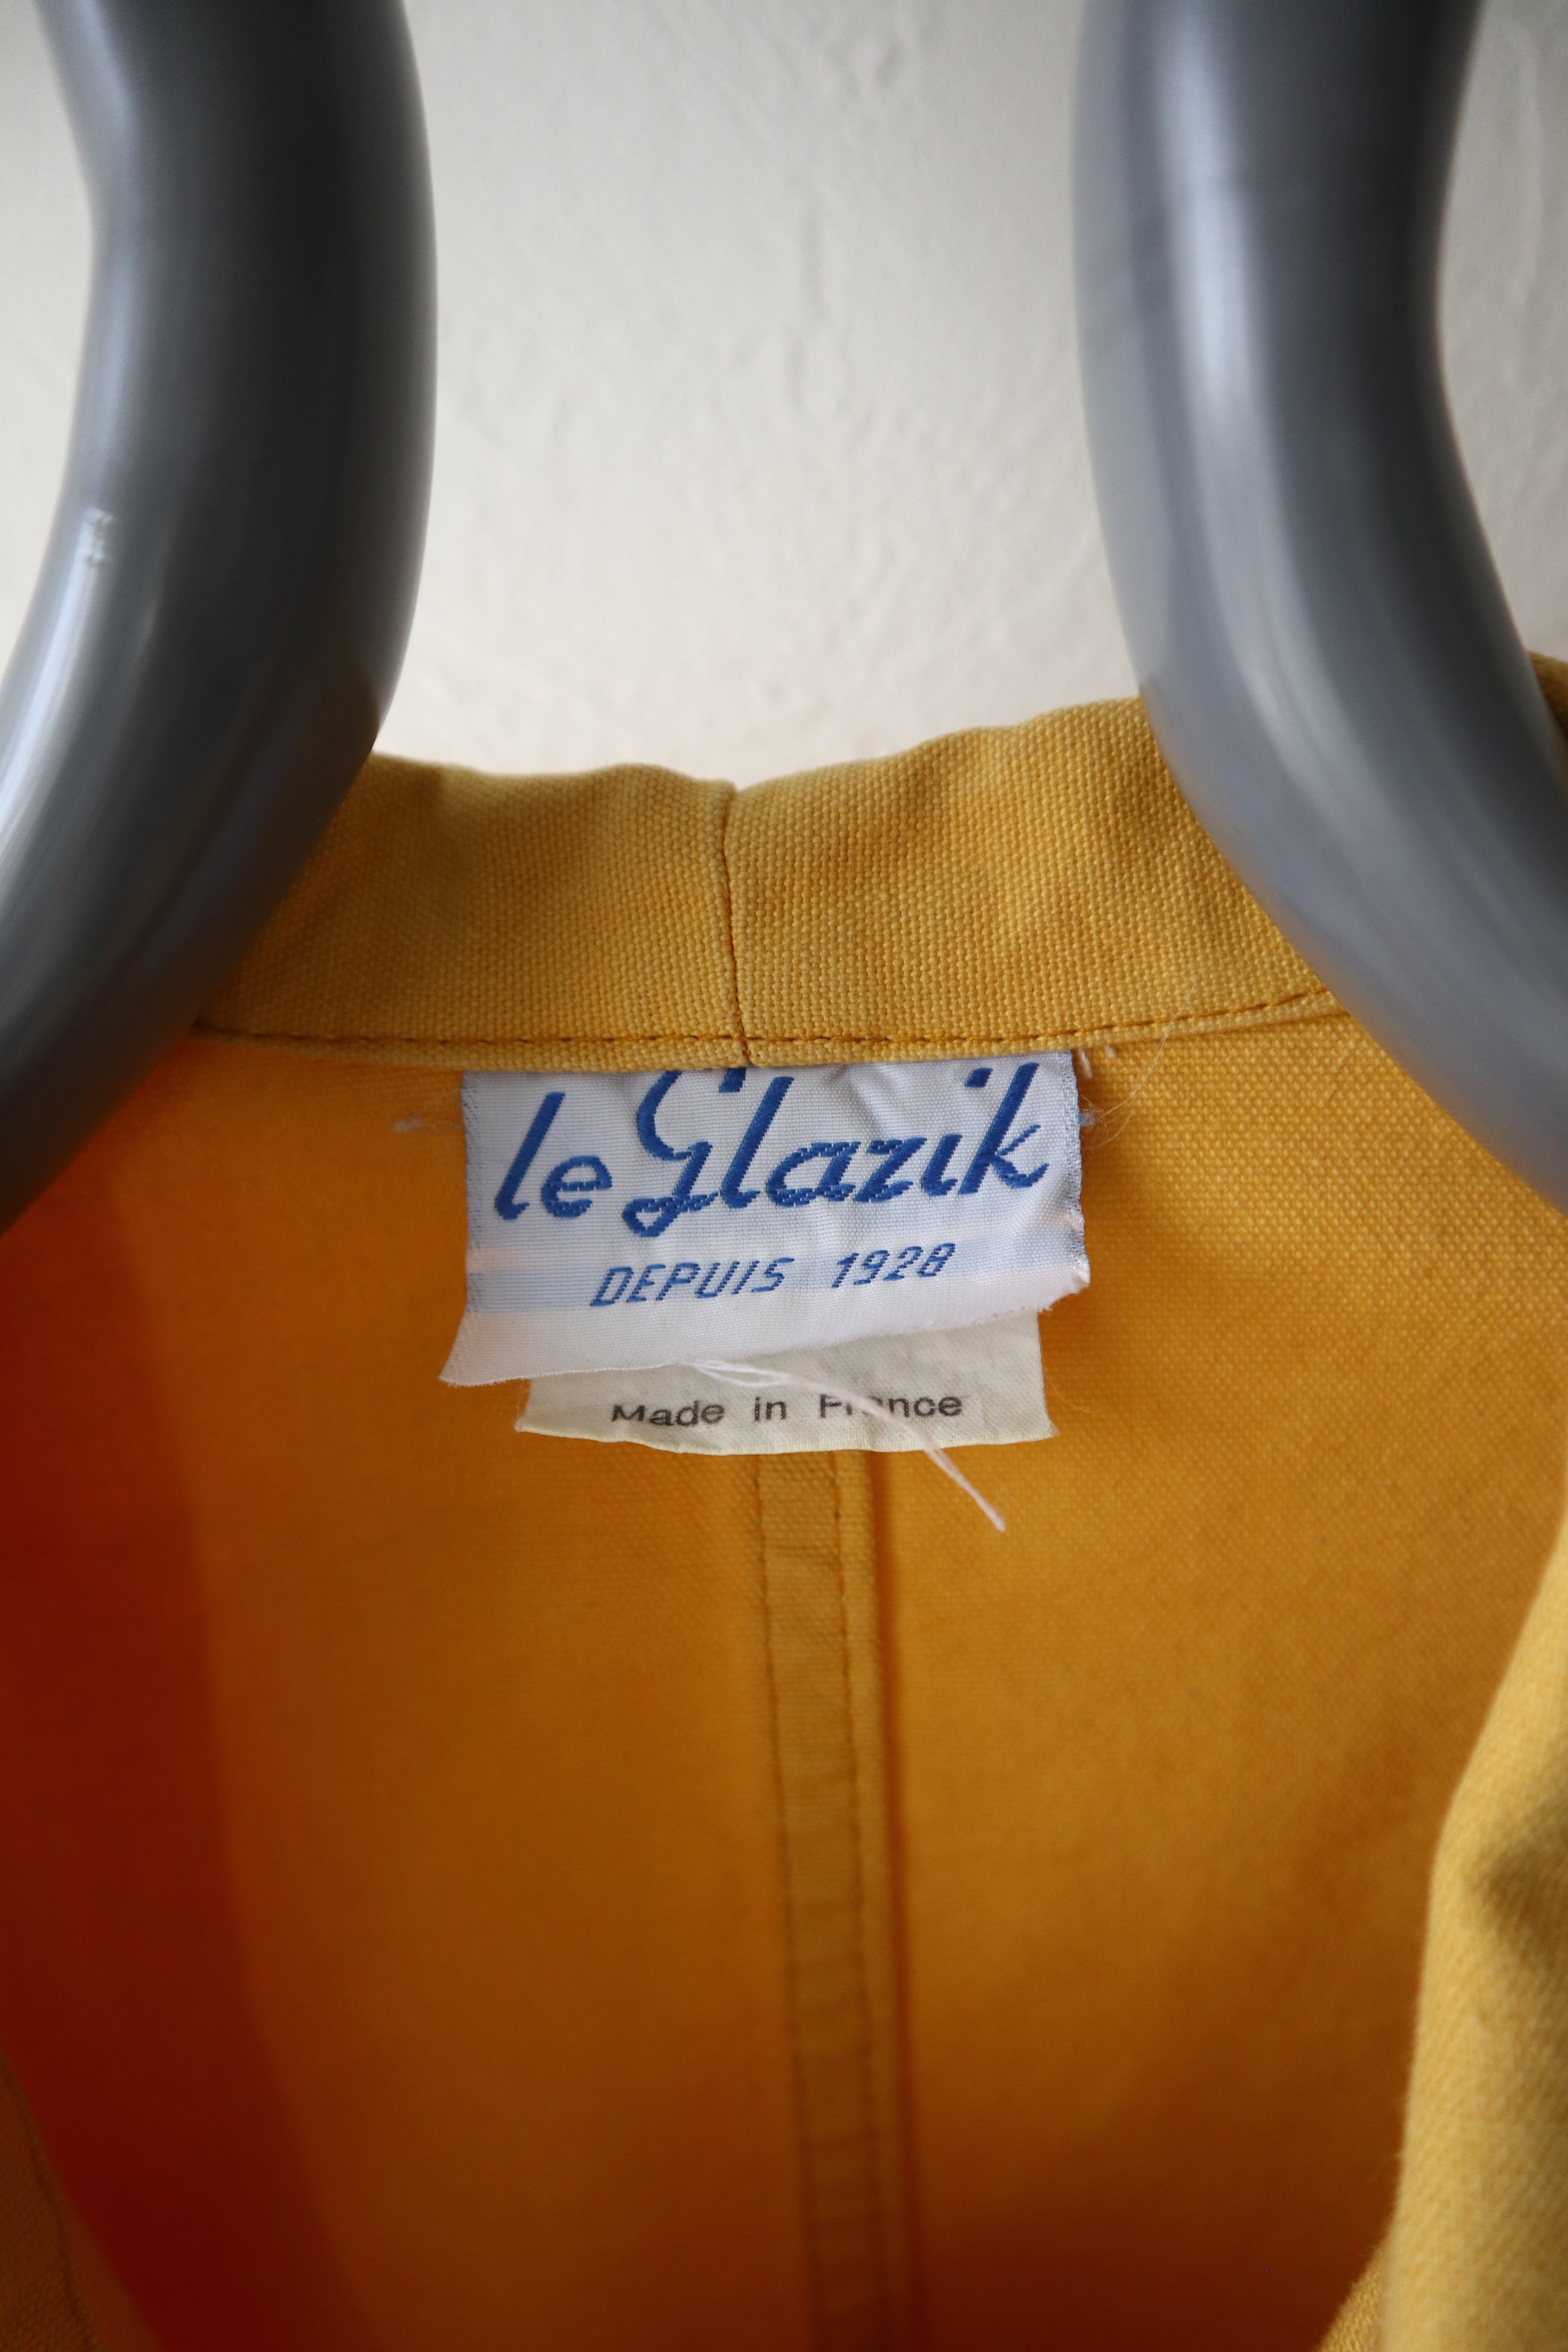 le Glazik
DEPUIS 1928
Made in France